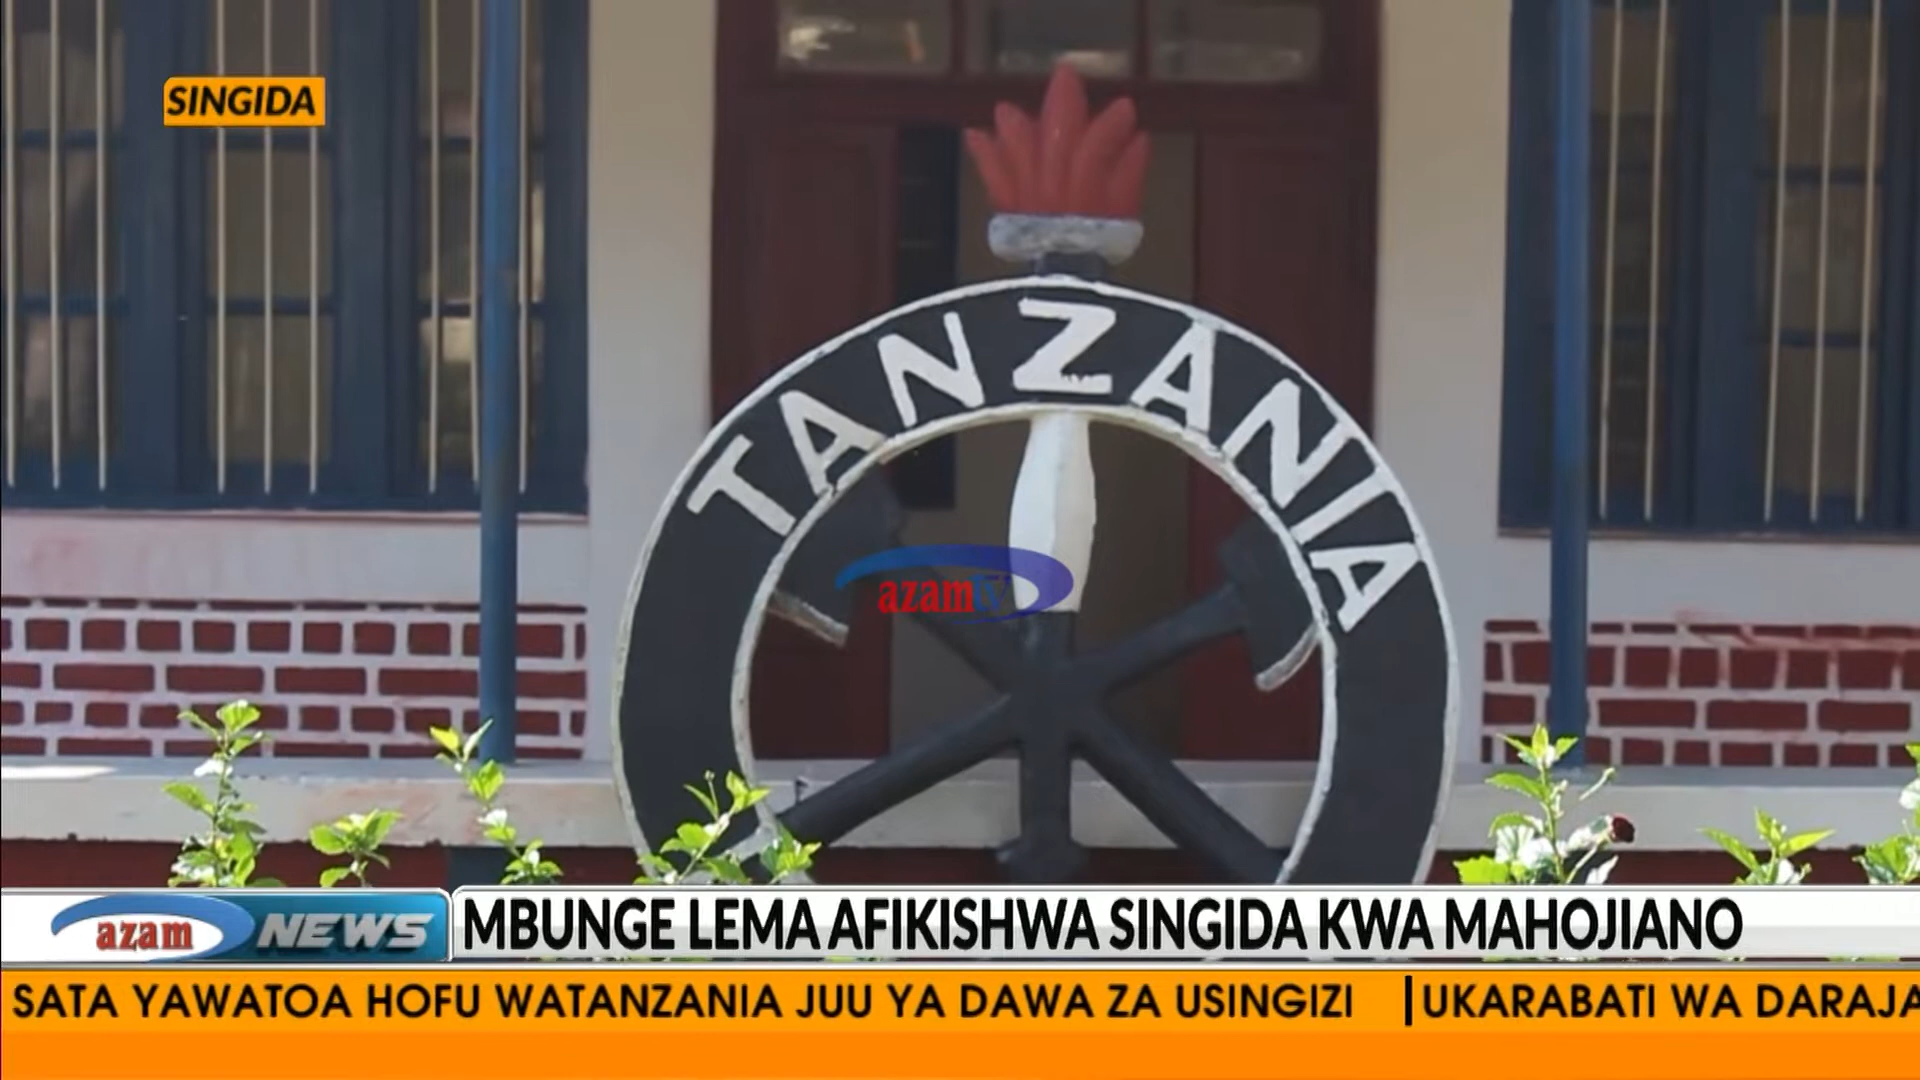 SINGIDA
TANZANIA
azamtv
azam NEWS
MBUNGE LEMA AFIKISHWA SINGIDA KWA MAHOJIANO
SATA YAWATOA HOFU WATANZANIA JUU YA DAWA ZA USINGIZI | UKARABATI WA DARAJA